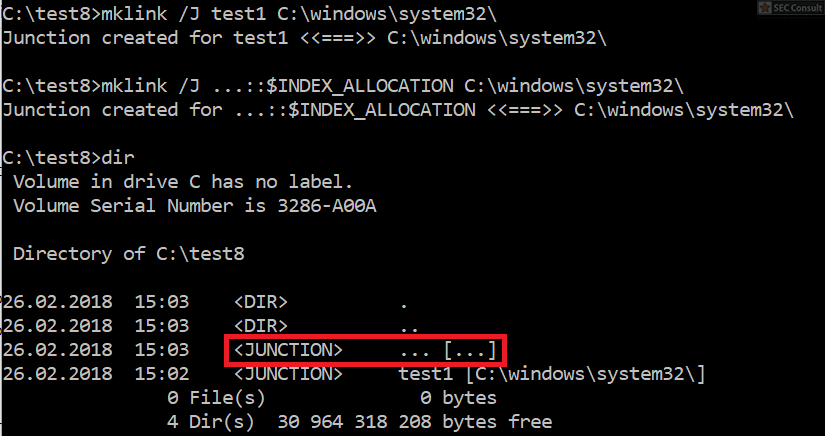 SEC Consult
C:\test8>mklink /J test1 C:\windows\system32\
Junction created for test1 <<===>> C:\windows\system32\
C:\test8>mklink /J ...::$INDEX_ALLOCATION C:\windows\system32\
Junction created for ...::$INDEX_ALLOCATION <<===>> C:\windows\system32\
C:\test8>dir
Volume in drive C has no label.
Volume Serial Number is 3286-A00A
Directory of C:\test8
26.02.2018  15:03    <DIR>          .
26.02.2018  15:03    <DIR>          ..
26.02.2018  15:03    <JUNCTION>     ... [...]
26.02.2018  15:02    <JUNCTION>     test1 [C:\windows\system32\]
0 File(s)              0 bytes
4 Dir(s)  30 964 318 208 bytes free